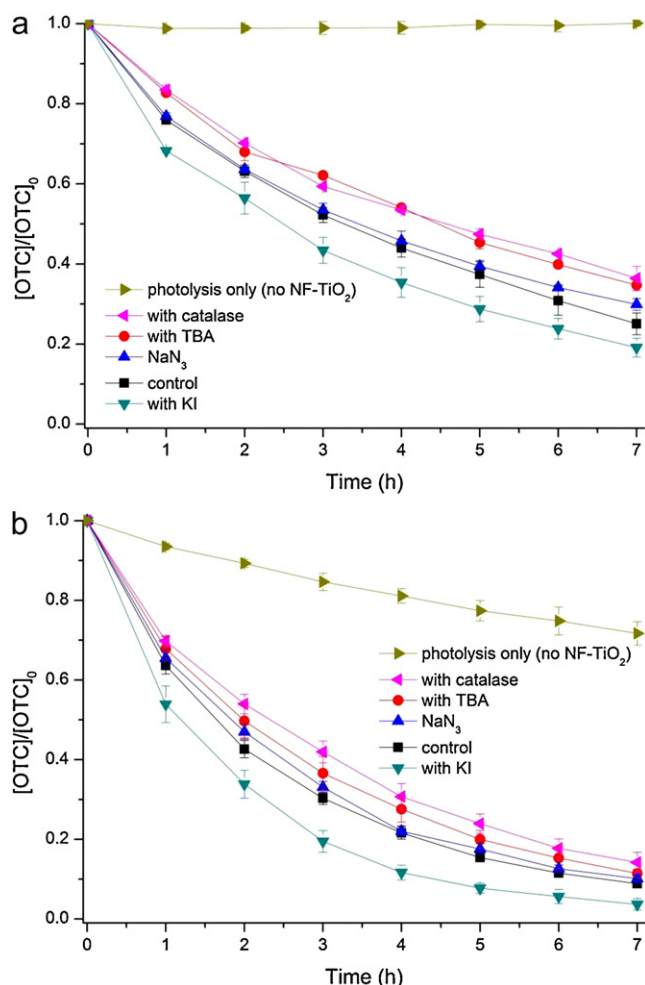 a
1.0
0.8
0.6
0.4
0.2
0.0
[OTC]/[OTC]₀
photolysis only (no NF-TiO₂)
with catalase
with TBA
NaN₃
control
with KI
0 1 2 3 4 5 6 7
Time (h)
b
1.0
0.8
0.6
0.4
0.2
0.0
[OTC]/[OTC]₀
photolysis only (no NF-TiO₂)
with catalase
with TBA
NaN₃
control
with KI
0 1 2 3 4 5 6 7
Time (h)